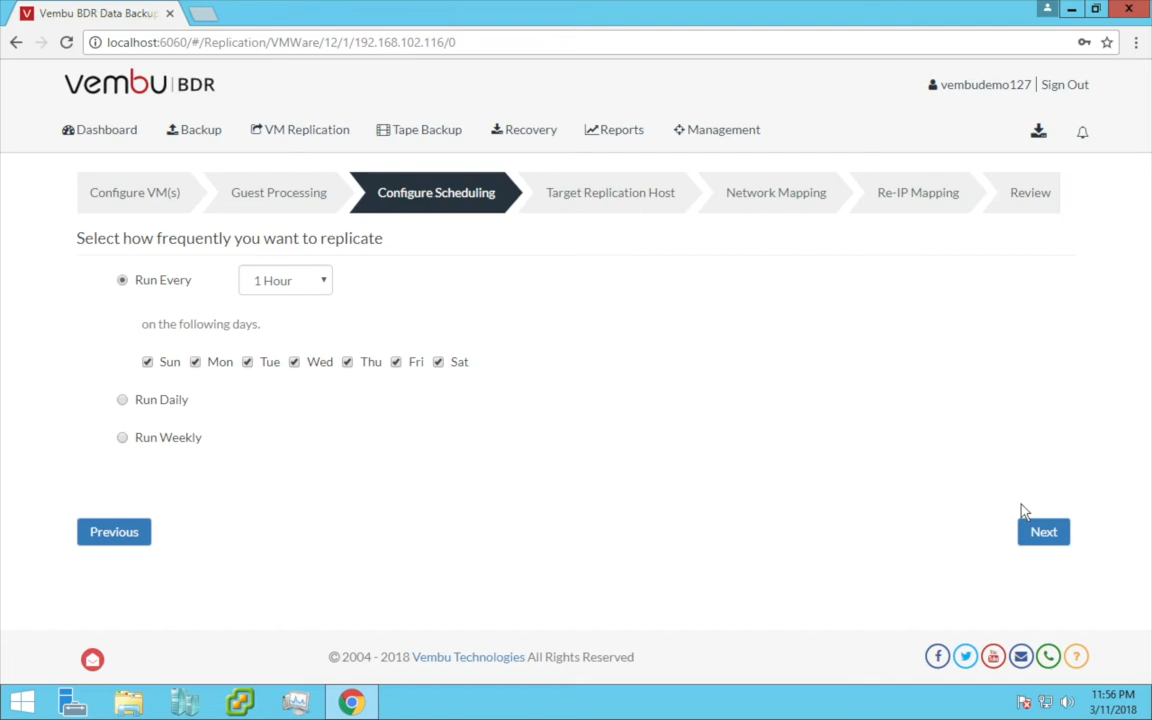 Vembu BDR Data Backup
localhost:6060/#/Replication/VMWare/12/1/192.168.102.116/0
vembu BDR
vembudemo127 | Sign Out
Dashboard Backup VM Replication Tape Backup Recovery Reports Management
Configure VM(s) Guest Processing Configure Scheduling Target Replication Host Network Mapping Re-IP Mapping Review
Select how frequently you want to replicate
Run Every 1 Hour
on the following days.
Sun Mon Tue Wed Thu Fri Sat
Run Daily
Run Weekly
Previous Next
© 2004 - 2018 Vembu Technologies All Rights Reserved
11:56 PM
3/11/2018